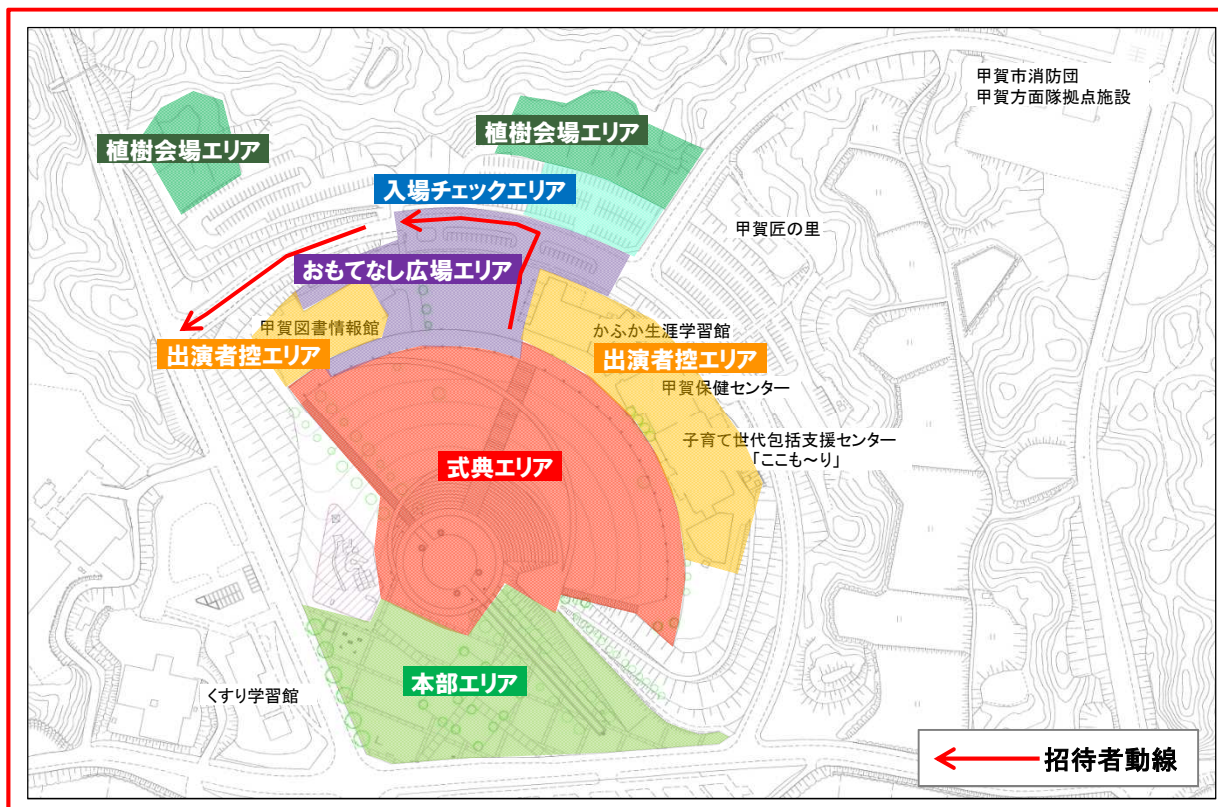 甲賀市消防団
甲賀方面隊拠点施設
植樹会場エリア
植樹会場エリア
入場チェックエリア
甲賀匠の里
おもてなし広場エリア
甲賀図書情報館
かふか生涯学習館
出演者控エリア
出演者控エリア
甲賀保健センター
子育て世代包括支援センター
「ここも～り」
式典エリア
本部エリア
くすり学習館
招待者動線